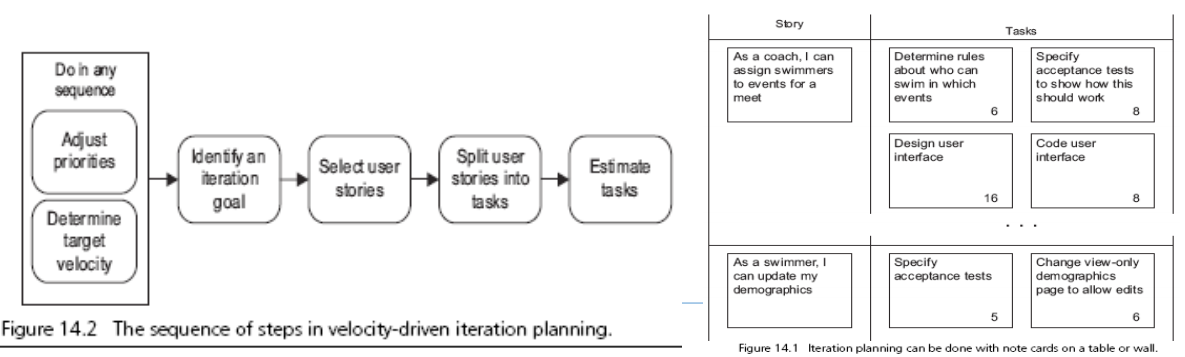 Do in any
sequence
Adjust
priorities
Determine
target
velocity
Identify an
iteration
goal
Select user
stories
Split user
stories into
tasks
Estimate
tasks
Figure 14.2 The sequence of steps in velocity-driven iteration planning.
Story
Tasks
As a coach, I can
assign swimmers
to events for a
meet
Determine rules
about who can
swim in which
events
6
Specify
acceptance tests
to show how this
should work
8
Design user
interface
16
Code user
interface
8
. . .
As a swimmer, I
can update my
demographics
Specify
acceptance tests
5
Change view-only
demographics
page to allow edits
6
Figure 14.1 Iteration planning can be done with note cards on a table or wall.